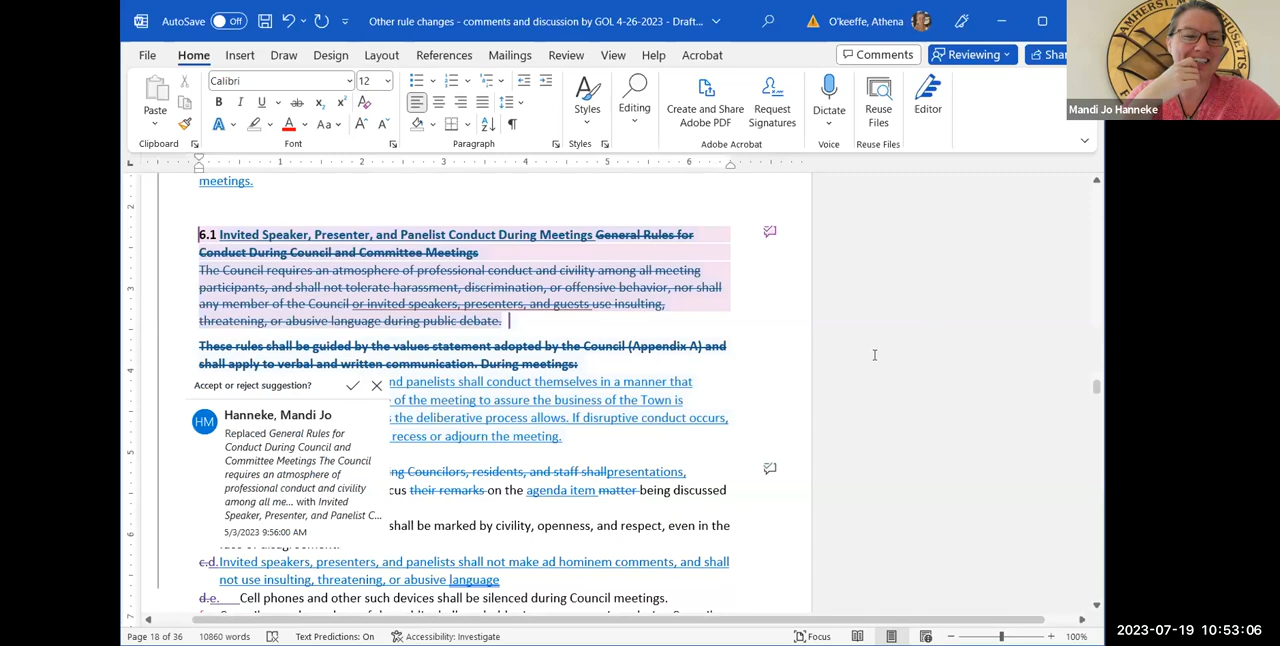 AutoSave Off Other rule changes - comments and discussion by GOL 4-26-2023 - Draft... O'keeffe, Athena
File Home Insert Draw Design Layout References Mailings Review View Help Acrobat Comments Reviewing Shar
AMHERST, MASSACHUSETTS
Mandi Jo Hanneke
Calibri 12
Paste Styles Editing Create and Share Adobe PDF Request Signatures Dictate Reuse Files Editor
Clipboard Font Paragraph Styles Adobe Acrobat Voice Reuse Files
1 2 3 4 5 6
meetings.
6.1 Invited Speaker, Presenter, and Panelist Conduct During Meetings General Rules for
Conduct During Council and Committee Meetings
The Council requires an atmosphere of professional conduct and civility among all meeting
participants, and shall not tolerate harassment, discrimination, or offensive behavior, nor shall
any member of the Council or invited speakers, presenters, and guests use insulting,
threatening, or abusive language during public debate.
These rules shall be guided by the values statement adopted by the Council (Appendix A) and
shall apply to verbal and written communication. During meetings:
nd panelists shall conduct themselves in a manner that
of the meeting to assure the business of the Town is
s the deliberative process allows. If disruptive conduct occurs,
recess or adjourn the meeting.
ng Councilors, residents, and staff shallpresentations,
cus their remarks on the agenda item matter being discussed
shall be marked by civility, openness, and respect, even in the
c.d.Invited speakers, presenters, and panelists shall not make ad hominem comments, and shall
not use insulting, threatening, or abusive language
d.e. Cell phones and other such devices shall be silenced during Council meetings.
Accept or reject suggestion?
HM
Hanneke, Mandi Jo
Replaced General Rules for
Conduct During Council and
Committee Meetings The Council
requires an atmosphere of
professional conduct and civility
among all me... with Invited
Speaker, Presenter, and Panelist C...
5/3/2023 9:56:00 AM
Page 18 of 36 10860 words Text Predictions: On Accessibility: Investigate Focus 100%
2023-07-19 10:53:06